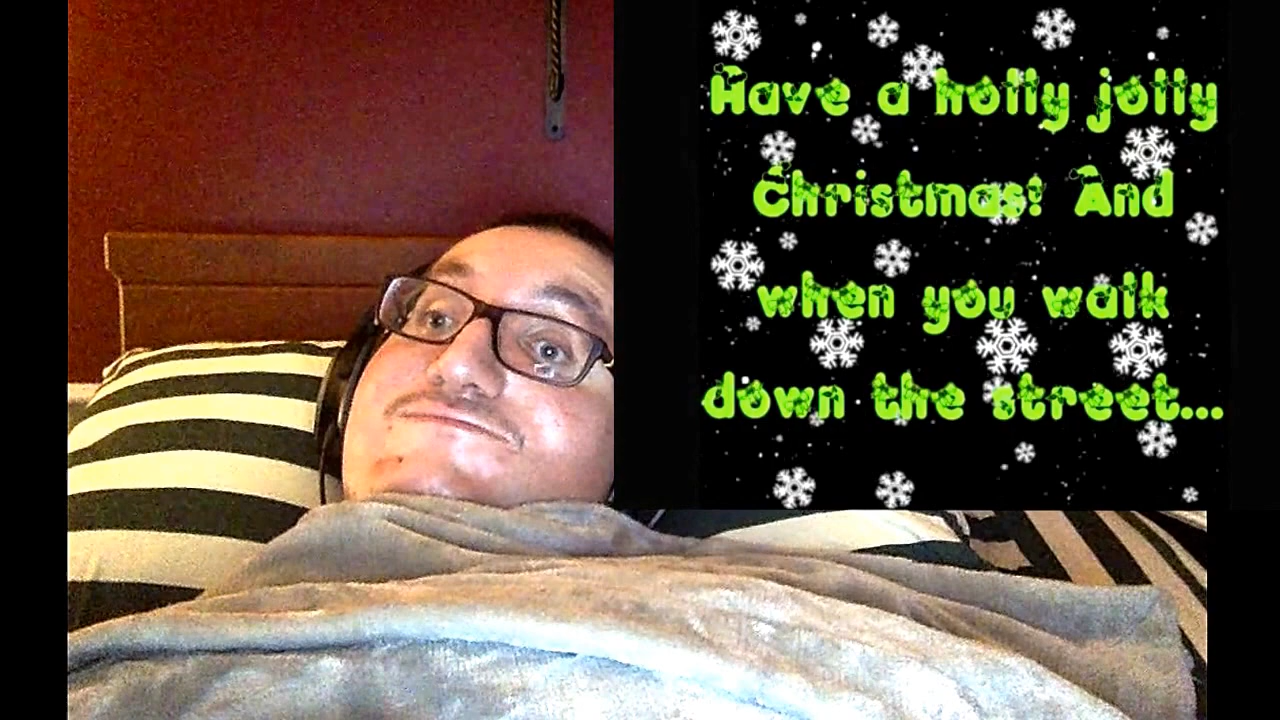 Have a holly jolly
Christmas! And
when you walk
down the street...